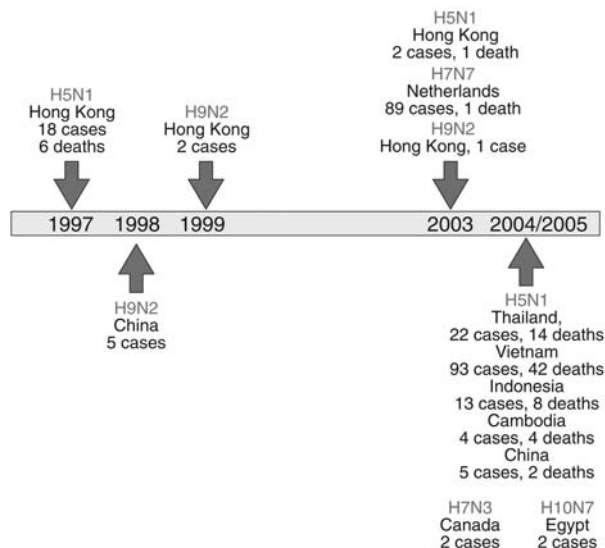 H5N1
Hong Kong
18 cases
6 deaths
H9N2
Hong Kong
2 cases
H5N1
Hong Kong
2 cases, 1 death
H7N7
Netherlands
89 cases, 1 death
H9N2
Hong Kong, 1 case
1997 1998 1999 2003 2004/2005
H9N2
China
5 cases
H5N1
Thailand,
22 cases, 14 deaths
Vietnam
93 cases, 42 deaths
Indonesia
13 cases, 8 deaths
Cambodia
4 cases, 4 deaths
China
5 cases, 2 deaths
H7N3
Canada
2 cases
H10N7
Egypt
2 cases